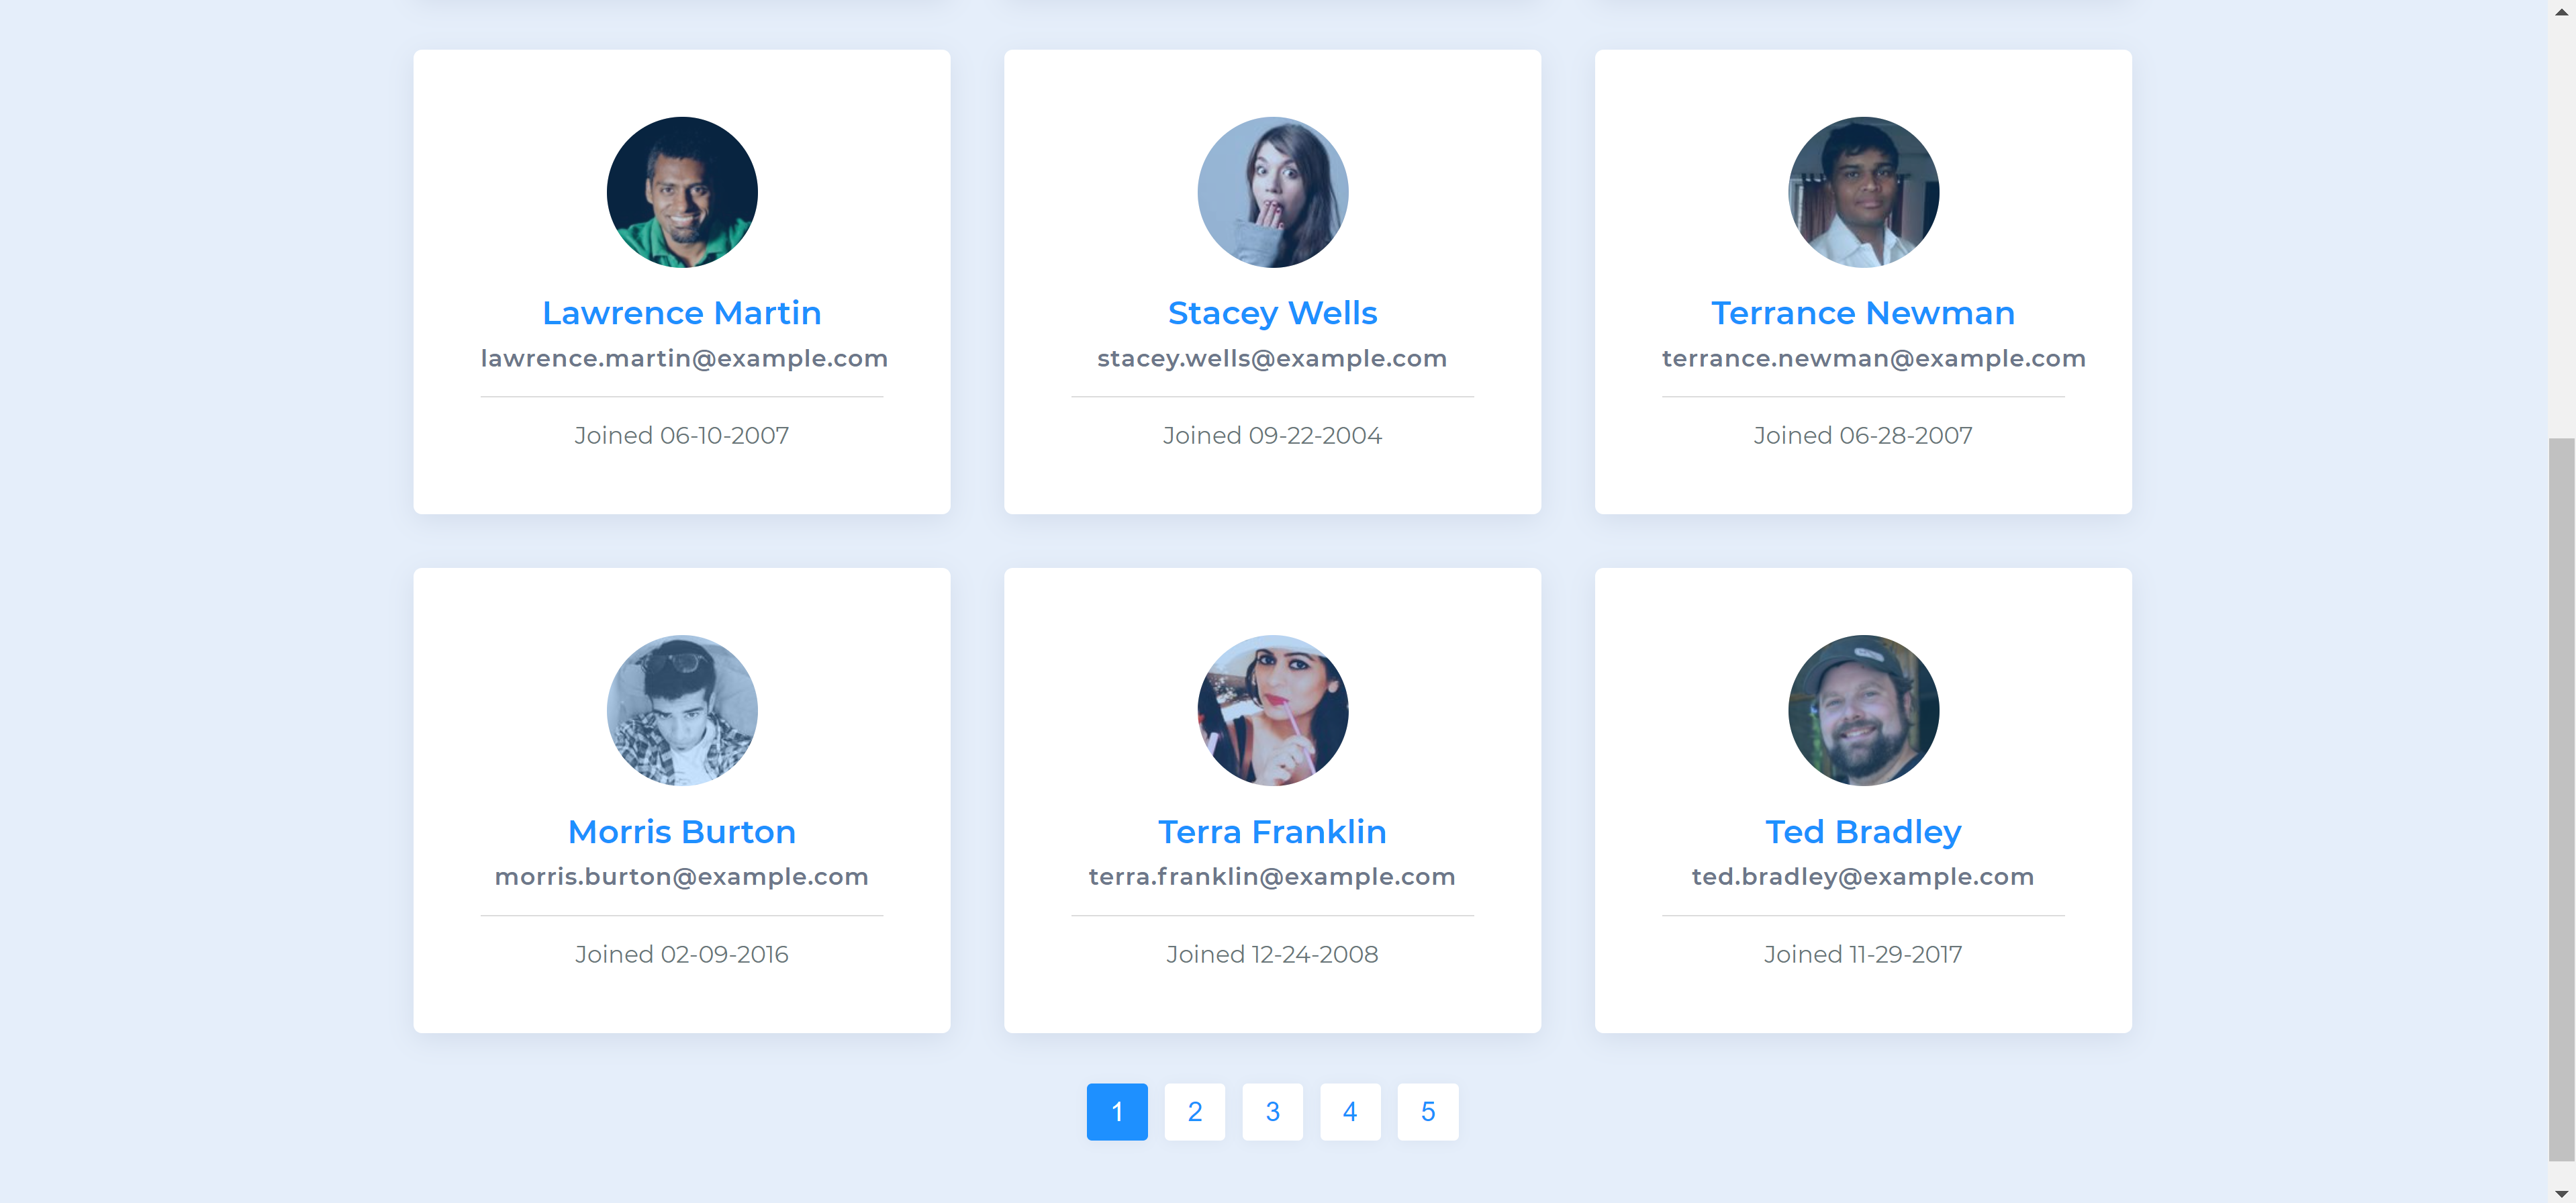 Lawrence Martin
lawrence.martin@example.com
Joined 06-10-2007
Stacey Wells
stacey.wells@example.com
Joined 09-22-2004
Terrance Newman
terrance.newman@example.com
Joined 06-28-2007
Morris Burton
morris.burton@example.com
Joined 02-09-2016
Terra Franklin
terra.franklin@example.com
Joined 12-24-2008
Ted Bradley
ted.bradley@example.com
Joined 11-29-2017
1 2 3 4 5